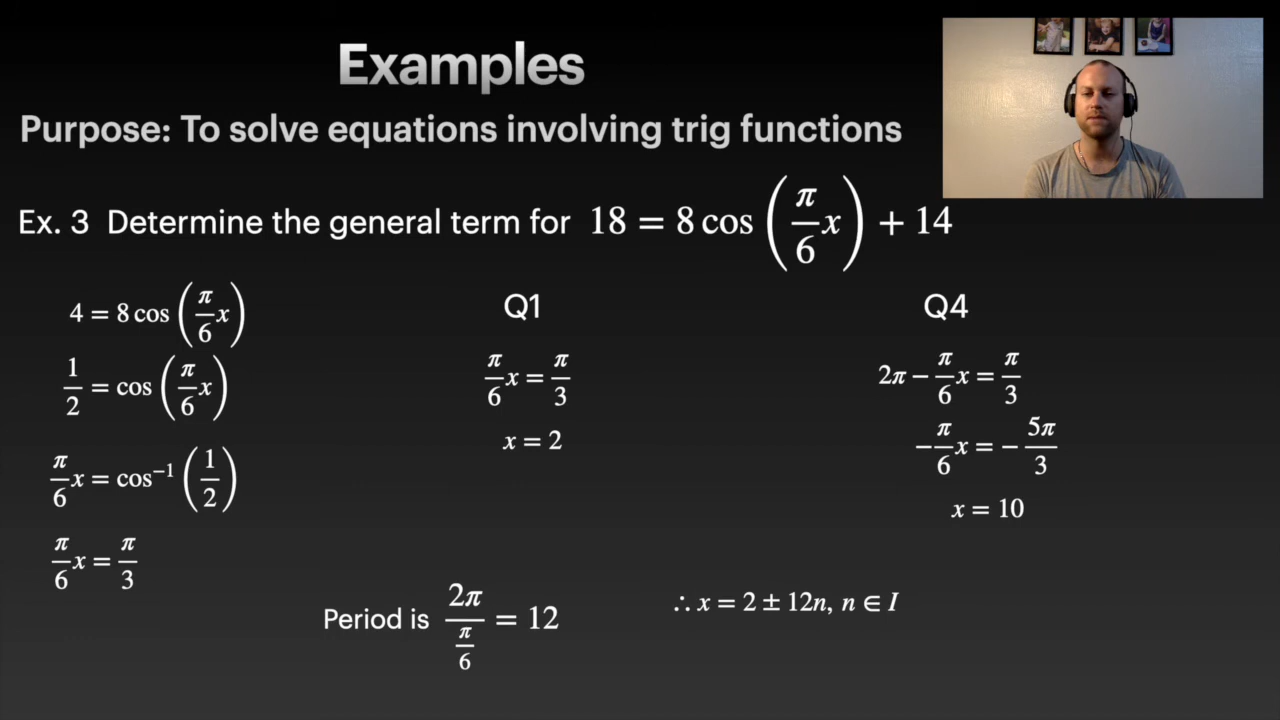 Examples
Purpose: To solve equations involving trig functions
Ex. 3 Determine the general term for 18 = 8 cos (π/6 x) + 14
4 = 8 cos (π/6 x)
1/2 = cos (π/6 x)
π/6 x = cos⁻¹ (1/2)
π/6 x = π/3
Q1
π/6 x = π/3
x = 2
Q4
2π − π/6 x = π/3
−π/6 x = −5π/3
x = 10
Period is 2π/(π/6) = 12
∴ x = 2 ± 12n, n ∈ I